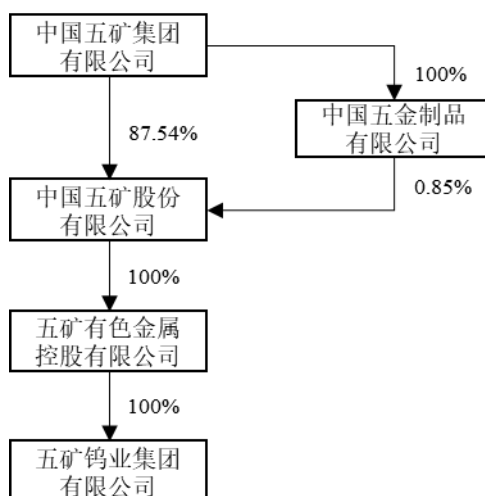 中国五矿集团
有限公司
100%
中国五金制品
有限公司
87.54%
0.85%
中国五矿股份
有限公司
100%
五矿有色金属
控股有限公司
100%
五矿钨业集团
有限公司